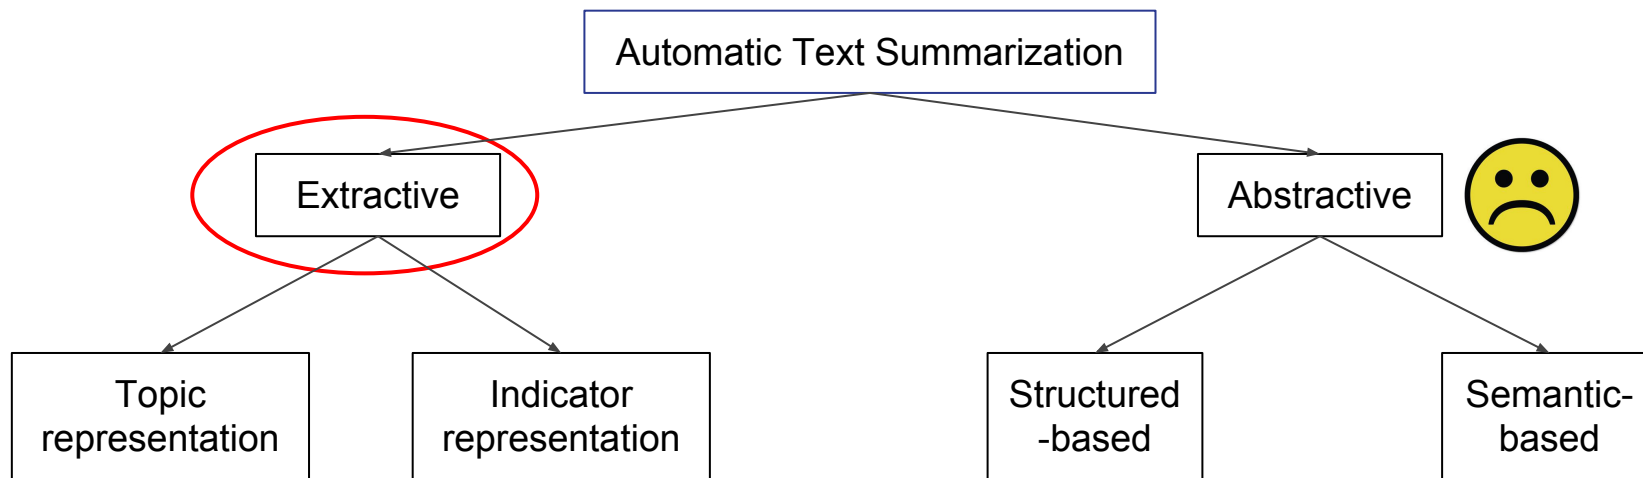 Automatic Text Summarization
Extractive
Abstractive
Topic
representation
Indicator
representation
Structured
-based
Semantic-
based